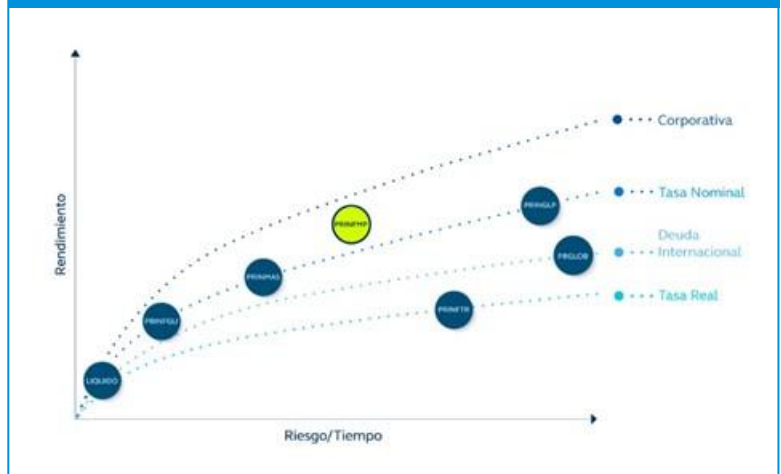 Corporativa
Tasa Nominal
PRINGLP
Deuda
Internacional
PRGLOB
PRINMAS
Tasa Real
PRINFTR
PRINFGU
LIQUIDO
Rendimiento
Riesgo/Tiempo